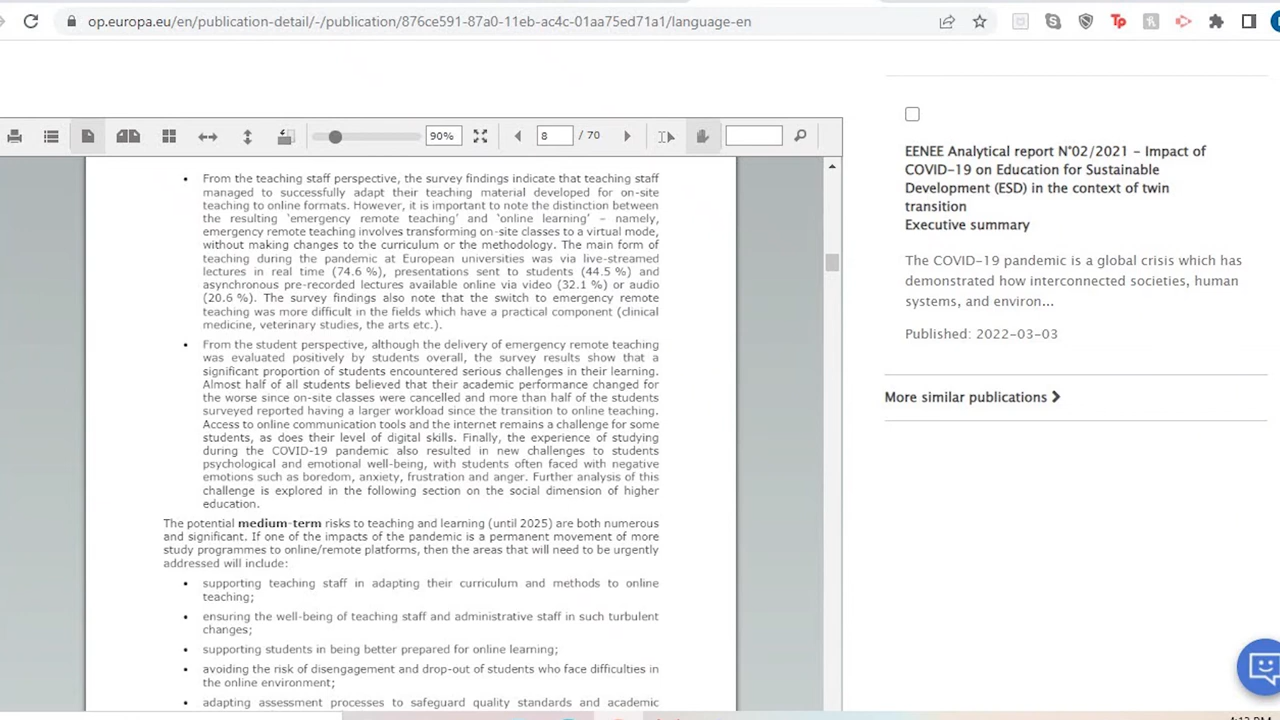 op.europa.eu/en/publication-detail/-/publication/876ce591-87a0-11eb-ac4c-01aa75ed71a1/language-en
90%
8
/ 70
From the teaching staff perspective, the survey findings indicate that teaching staff
managed to successfully adapt their teaching material developed for on-site
teaching to online formats. However, it is important to note the distinction between
the resulting ‘emergency remote teaching’ and ‘online learning’ – namely,
emergency remote teaching involves transforming on-site classes to a virtual mode,
without making changes to the curriculum or the methodology. The main form of
teaching during the pandemic at European universities was via live-streamed
lectures in real time (74.6 %), presentations sent to students (44.5 %) and
asynchronous pre-recorded lectures available online via video (32.1 %) or audio
(20.6 %). The survey findings also note that the switch to emergency remote
teaching was more difficult in the fields which have a practical component (clinical
medicine, veterinary studies, the arts etc.).
From the student perspective, although the delivery of emergency remote teaching
was evaluated positively by students overall, the survey results show that a
significant proportion of students encountered serious challenges in their learning.
Almost half of all students believed that their academic performance changed for
the worse since on-site classes were cancelled and more than half of the students
surveyed reported having a larger workload since the transition to online teaching.
Access to online communication tools and the internet remains a challenge for some
students, as does their level of digital skills. Finally, the experience of studying
during the COVID-19 pandemic also resulted in new challenges to students
psychological and emotional well-being, with students often faced with negative
emotions such as boredom, anxiety, frustration and anger. Further analysis of this
challenge is explored in the following section on the social dimension of higher
education.
The potential medium-term risks to teaching and learning (until 2025) are both numerous
and significant. If one of the impacts of the pandemic is a permanent movement of more
study programmes to online/remote platforms, then the areas that will need to be urgently
addressed will include:
supporting teaching staff in adapting their curriculum and methods to online
teaching;
ensuring the well-being of teaching staff and administrative staff in such turbulent
changes;
supporting students in being better prepared for online learning;
avoiding the risk of disengagement and drop-out of students who face difficulties in
the online environment;
adapting assessment processes to safeguard quality standards and academic
EENEE Analytical report N°02/2021 – Impact of
COVID-19 on Education for Sustainable
Development (ESD) in the context of twin
transition
Executive summary
The COVID-19 pandemic is a global crisis which has
demonstrated how interconnected societies, human
systems, and environ...
Published: 2022-03-03
More similar publications